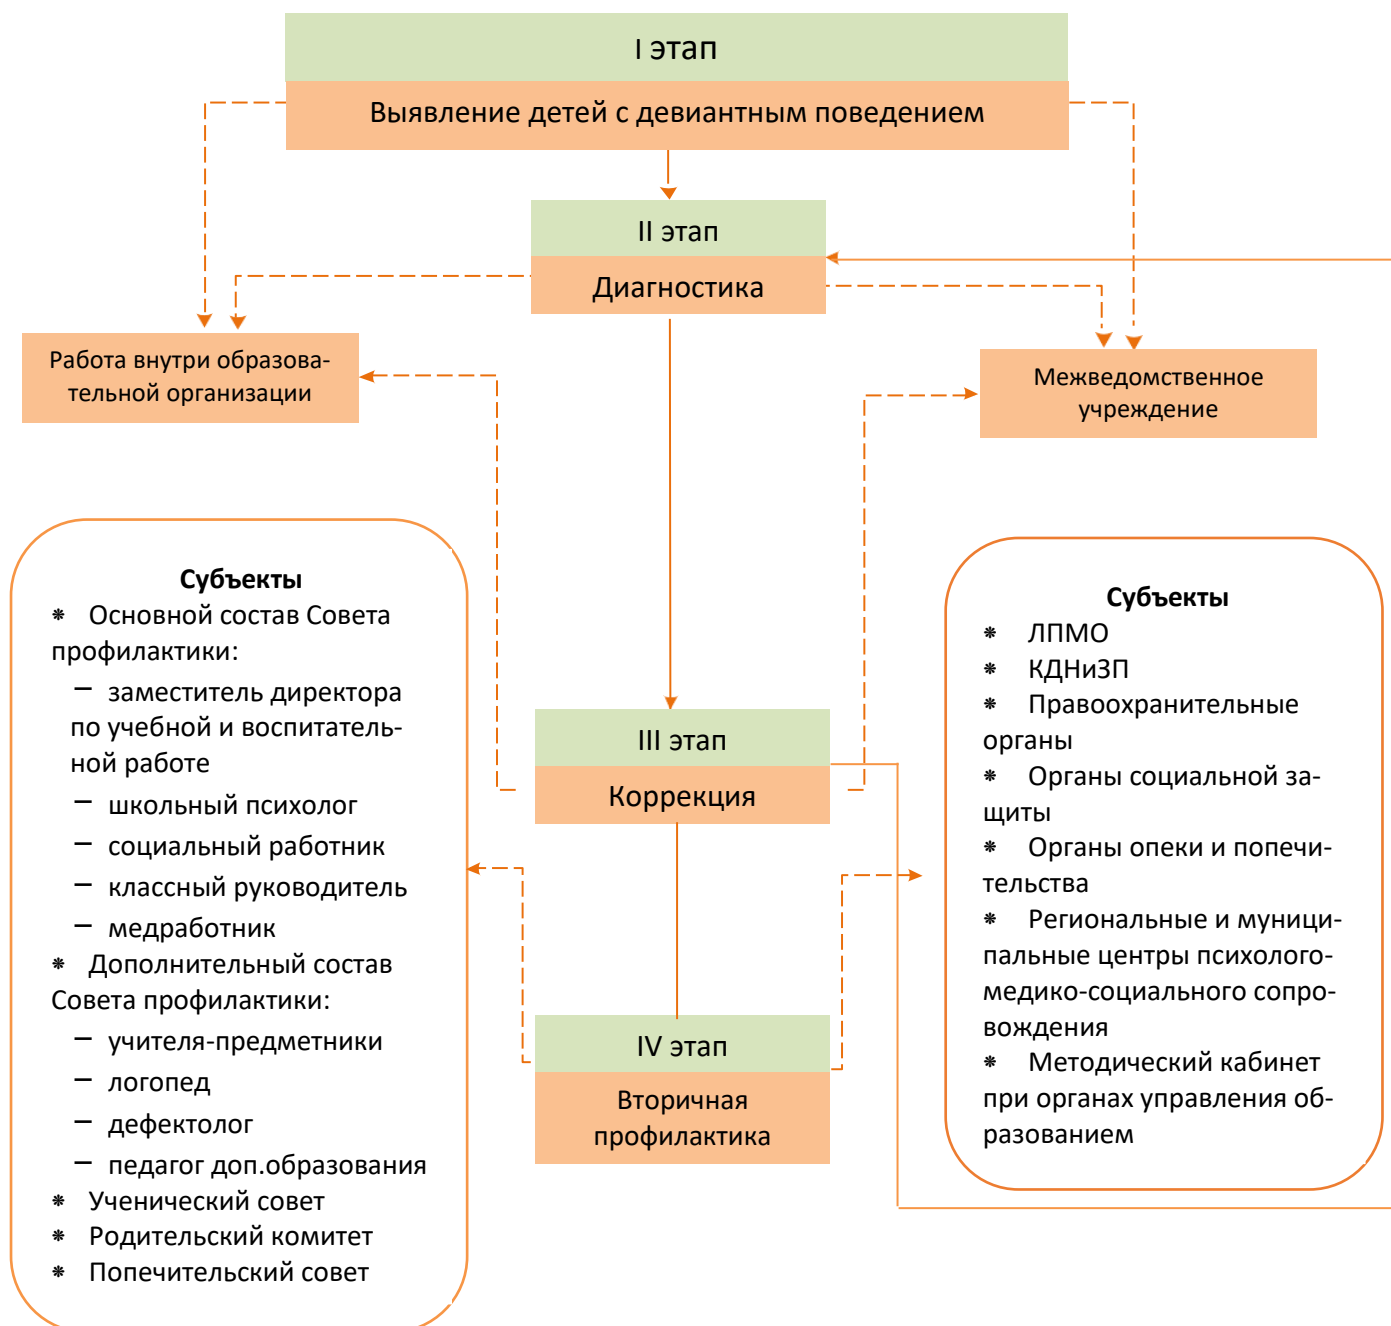 I этап
Выявление детей с девиантным поведением
II этап
Диагностика
Работа внутри образова-
тельной организации
Межведомственное
учреждение
Субъекты
⁕ Основной состав Совета
профилактики:
− заместитель директора
по учебной и воспитатель-
ной работе
− школьный психолог
− социальный работник
− классный руководитель
− медработник
⁕ Дополнительный состав
Совета профилактики:
− учителя-предметники
− логопед
− дефектолог
− педагог доп.образования
⁕ Ученический совет
⁕ Родительский комитет
⁕ Попечительский совет
III этап
Коррекция
IV этап
Вторичная
профилактика
Субъекты
⁕ ЛПМО
⁕ КДНиЗП
⁕ Правоохранительные
органы
⁕ Органы социальной за-
щиты
⁕ Органы опеки и попечи-
тельства
⁕ Региональные и муници-
пальные центры психолого-
медико-социального сопро-
вождения
⁕ Методический кабинет
при органах управления об-
разованием